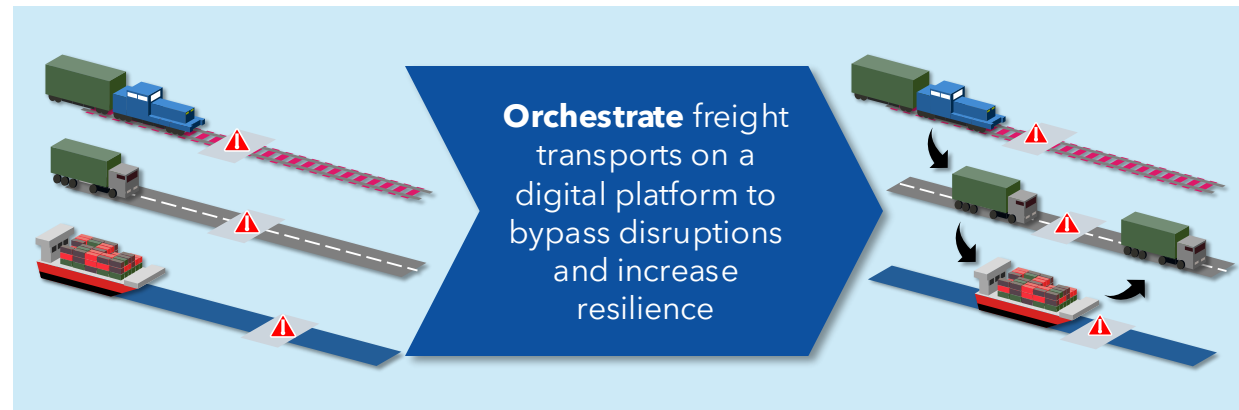 Orchestrate freight
transports on a
digital platform to
bypass disruptions
and increase
resilience